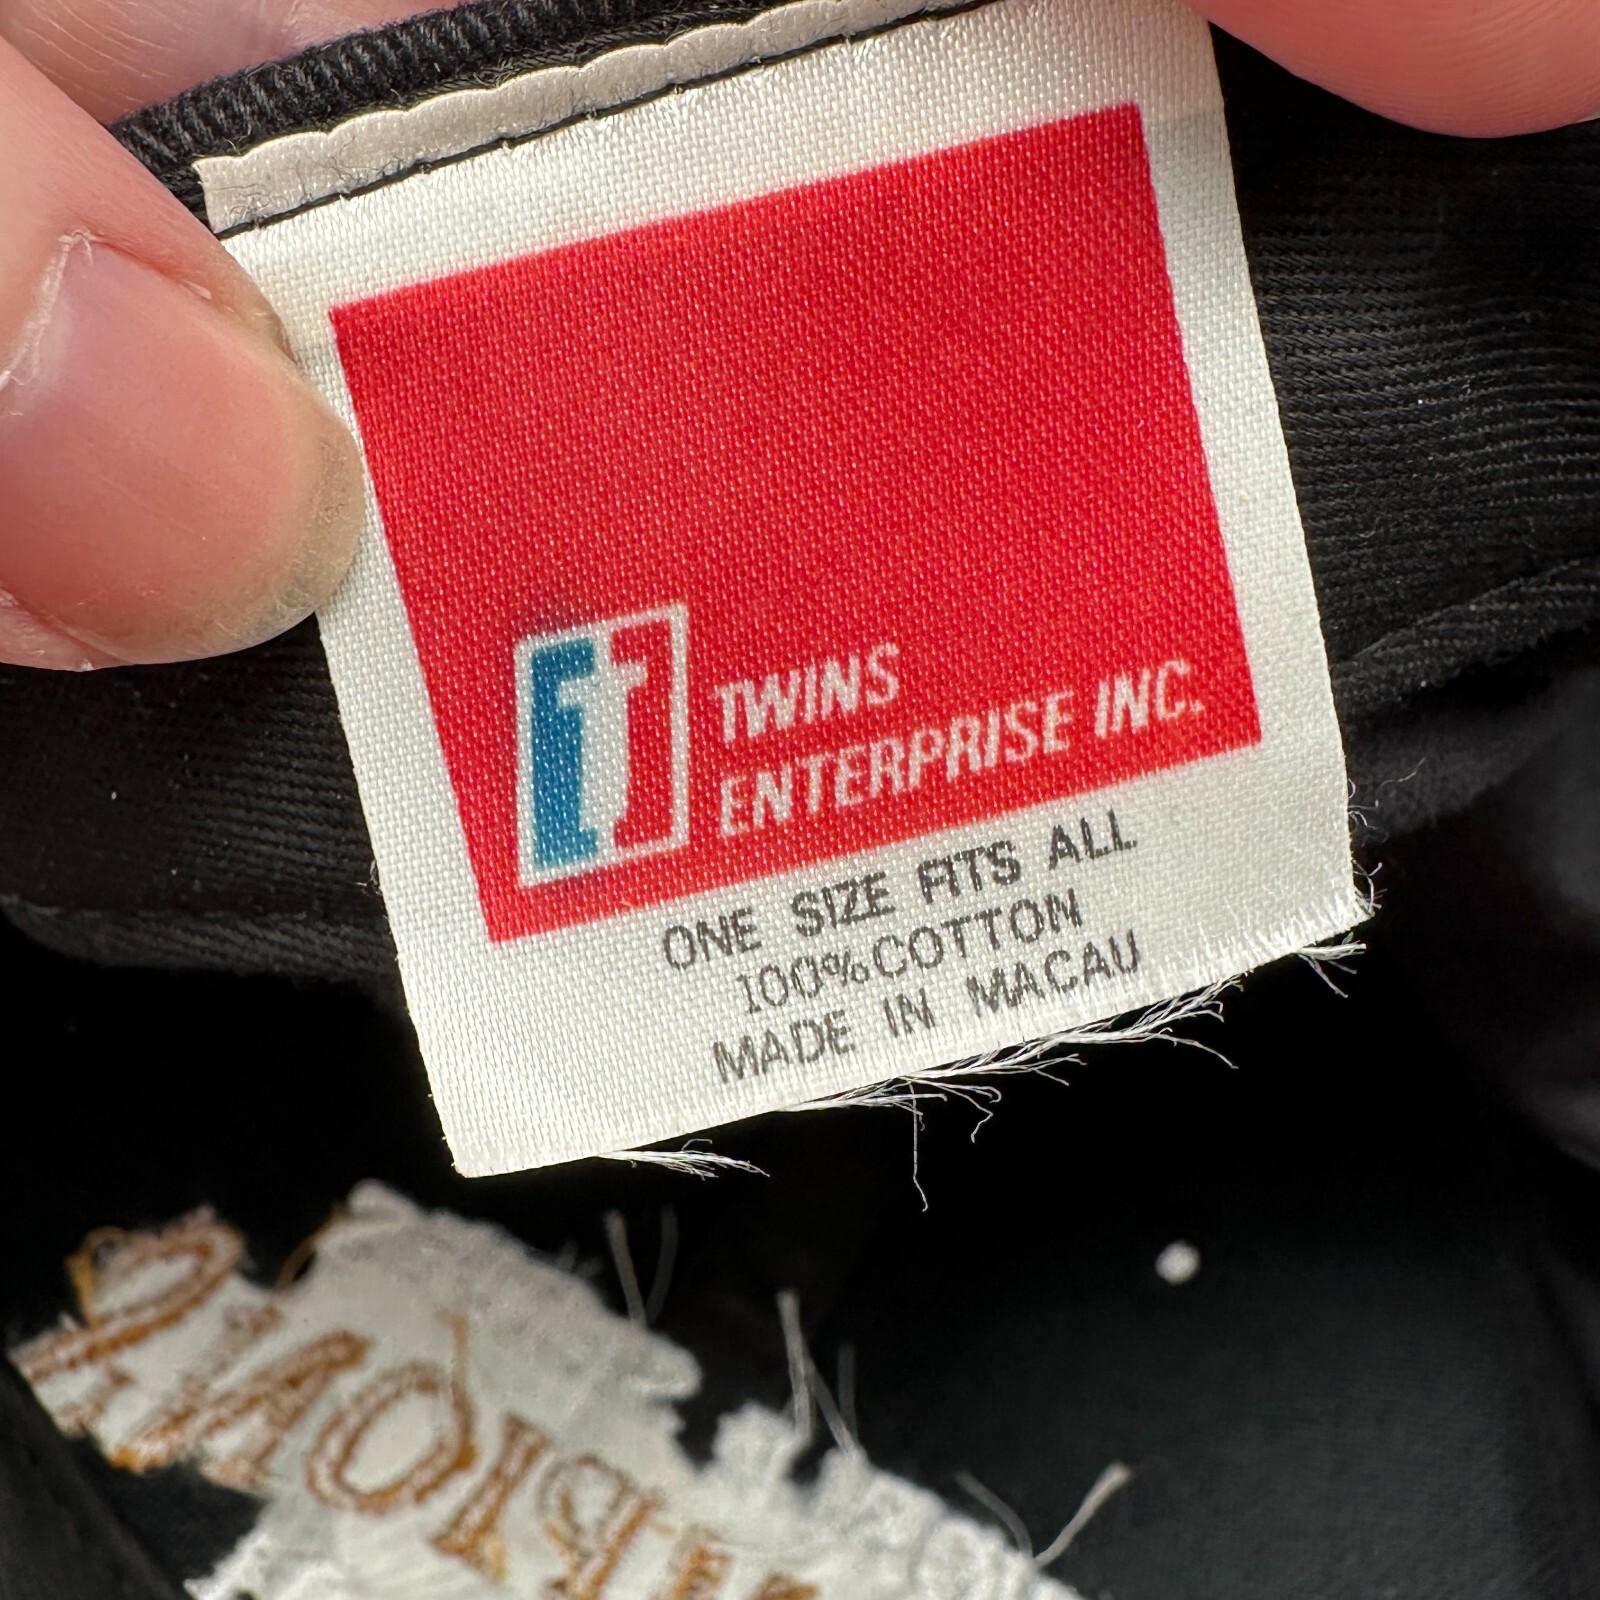 TWINS
ENTERPRISE INC.
ONE SIZE FITS ALL
100%COTTON
MADE IN MACAU